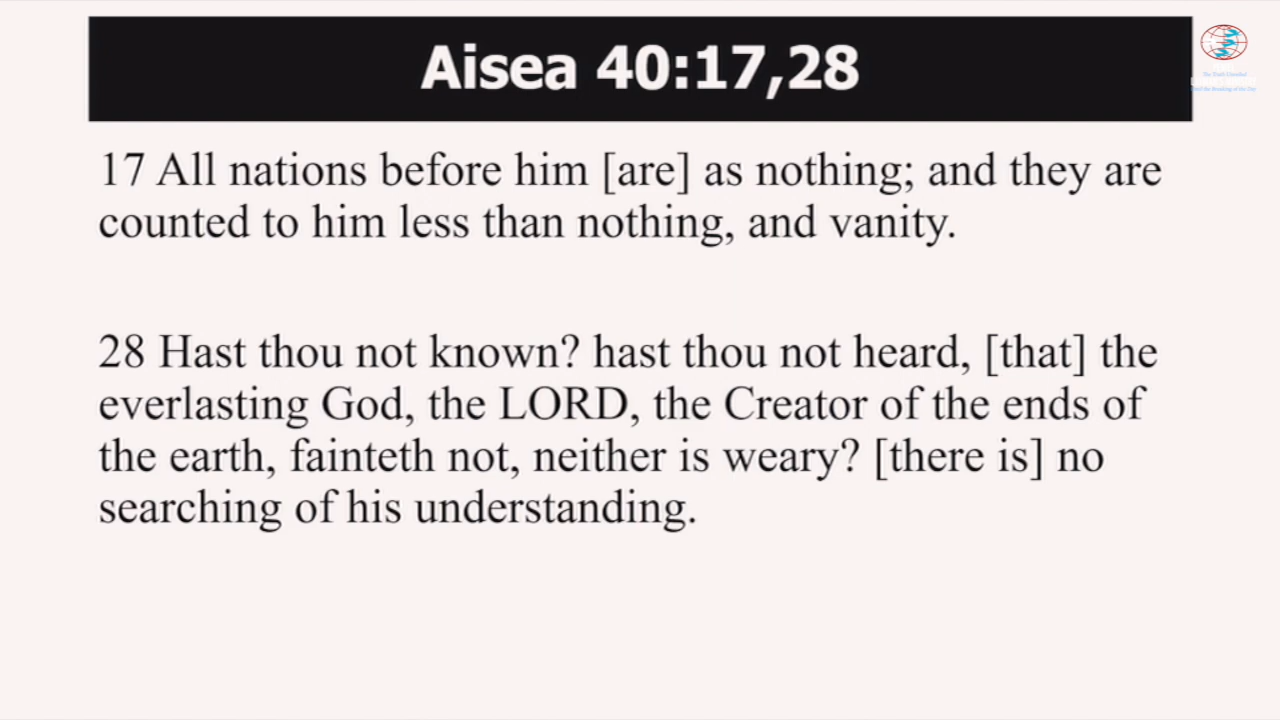 Aisea 40:17,28
17 All nations before him [are] as nothing; and they are
counted to him less than nothing, and vanity.
28 Hast thou not known? hast thou not heard, [that] the
everlasting God, the LORD, the Creator of the ends of
the earth, fainteth not, neither is weary? [there is] no
searching of his understanding.